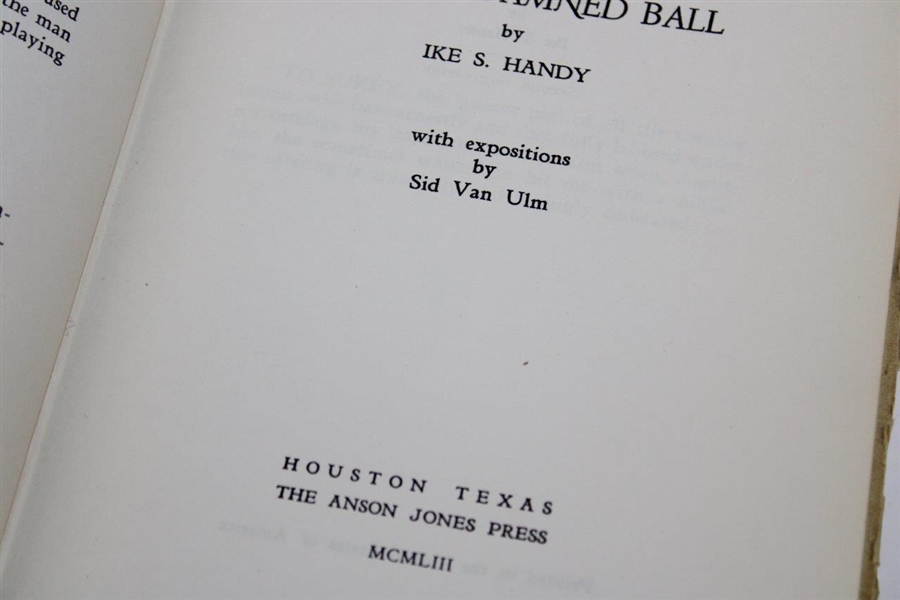 used
the man
playing
BALL
by
IKE S. HANDY
with expositions
by
Sid Van Ulm
HOUSTON TEXAS
THE ANSON JONES PRESS
MCMLIII